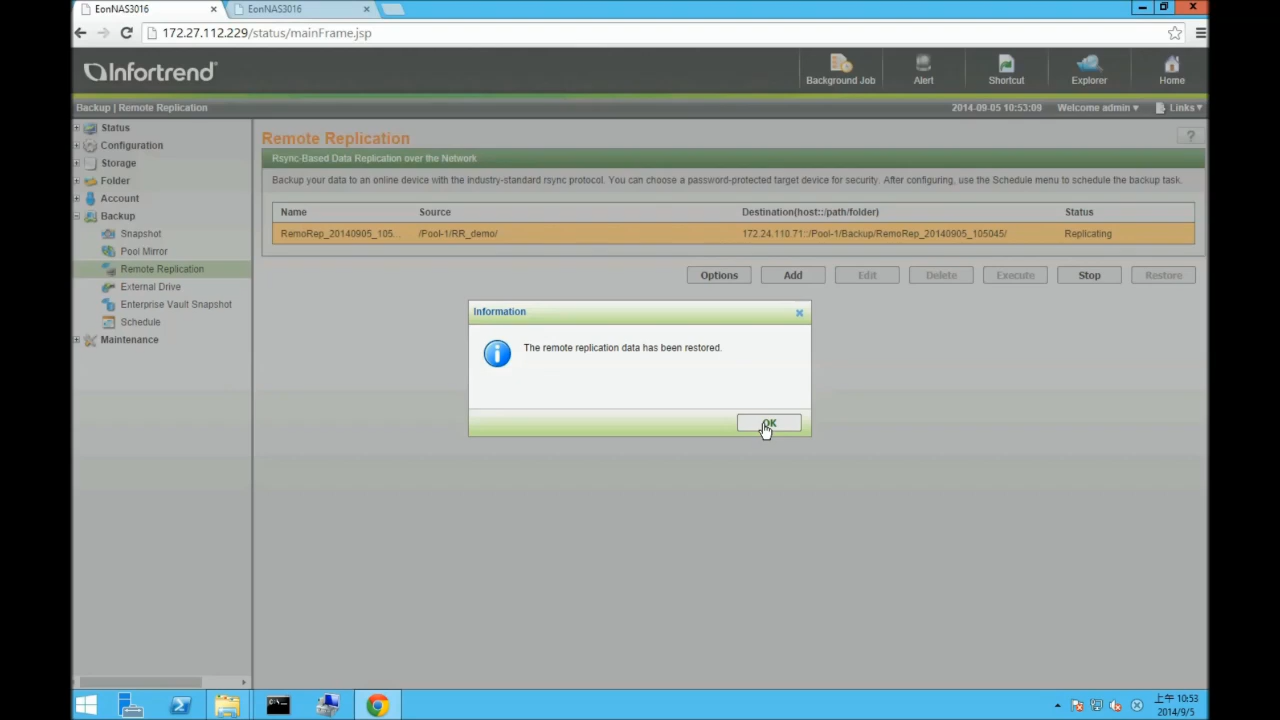 EonNAS3016
EonNAS3016
172.27.112.229/status/mainFrame.jsp
Infortrend
Background Job
Alert
Shortcut
Explorer
Home
Backup | Remote Replication
2014-09-05 10:53:09
Welcome admin
Links
Status
Configuration
Storage
Folder
Account
Backup
Snapshot
Pool Mirror
Remote Replication
External Drive
Enterprise Vault Snapshot
Schedule
Maintenance
Remote Replication
?
Rsync-Based Data Replication over the Network
Backup your data to an online device with the industry-standard rsync protocol. You can choose a password-protected target device for security. After configuring, use the Schedule menu to schedule the backup task.
Name Source Destination(host::/path/folder) Status
RemoRep_20140905_105... /Pool-1/RR_demo/ 172.24.110.71::/Pool-1/Backup/RemoRep_20140905_105045/ Replicating
Options Add Edit Delete Execute Stop Restore
Information
The remote replication data has been restored.
OK
上午 10:53
2014/9/5